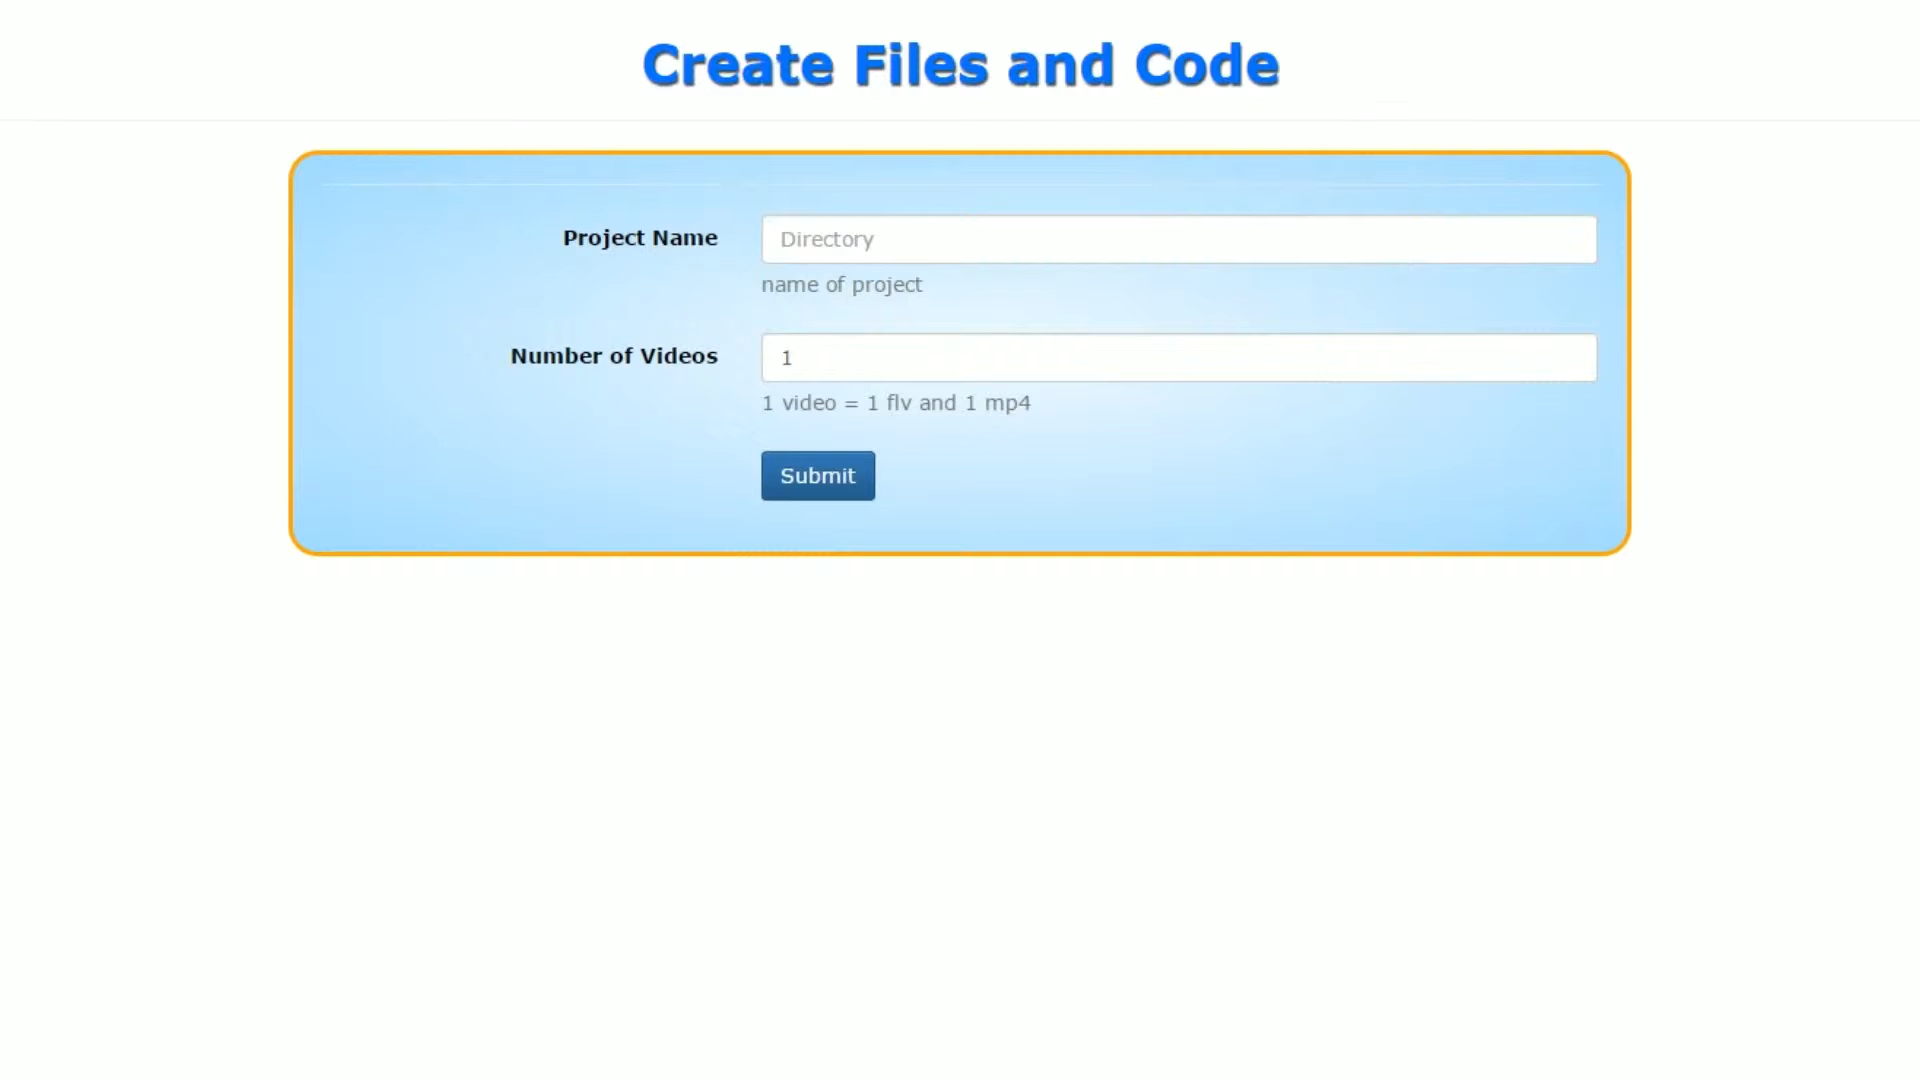 Create Files and Code
Project Name
Directory
name of project
Number of Videos
1
1 video = 1 flv and 1 mp4
Submit